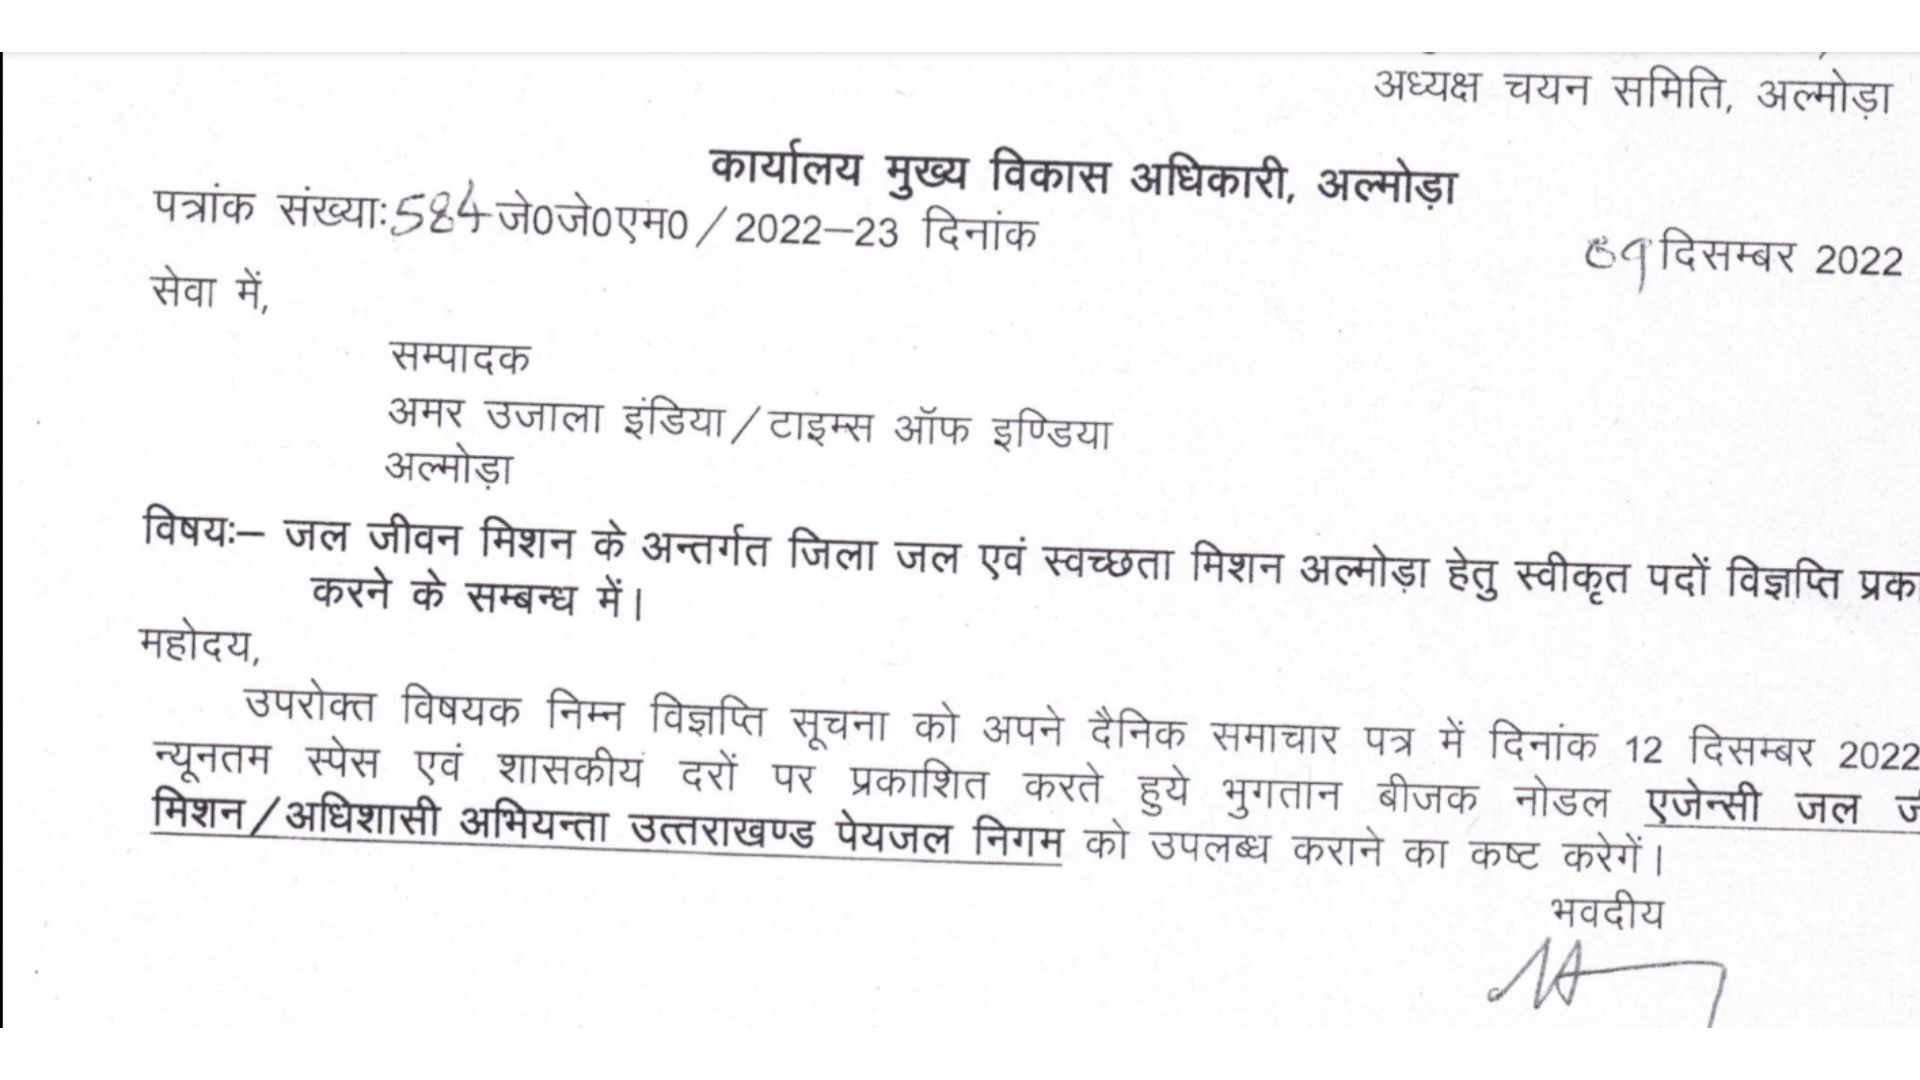 अध्यक्ष चयन समिति, अल्मोड़ा
कार्यालय मुख्य विकास अधिकारी, अल्मोड़ा
पत्रांक संख्याः584 जे0जे0एम0 / 2022–23 दिनांक 09 दिसम्बर 2022
सेवा में,
सम्पादक
अमर उजाला इंडिया / टाइम्स ऑफ इण्डिया
अल्मोड़ा
विषयः– जल जीवन मिशन के अन्तर्गत जिला जल एवं स्वच्छता मिशन अल्मोड़ा हेतु स्वीकृत पदों विज्ञप्ति
करने के सम्बन्ध में।
महोदय,
उपरोक्त विषयक निम्न विज्ञप्ति सूचना को अपने दैनिक समाचार पत्र में दिनांक 12 दिसम्बर 2022
न्यूनतम स्पेस एवं शासकीय दरों पर प्रकाशित करते हुये भुगतान बीजक नोडल एजेन्सी जल
मिशन / अधिशासी अभियन्ता उत्तराखण्ड पेयजल निगम को उपलब्ध कराने का कष्ट करेगें।
भवदीय